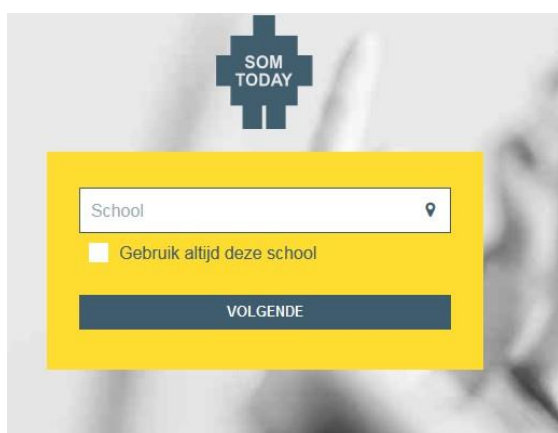 SOM
TODAY
School
Gebruik altijd deze school
VOLGENDE